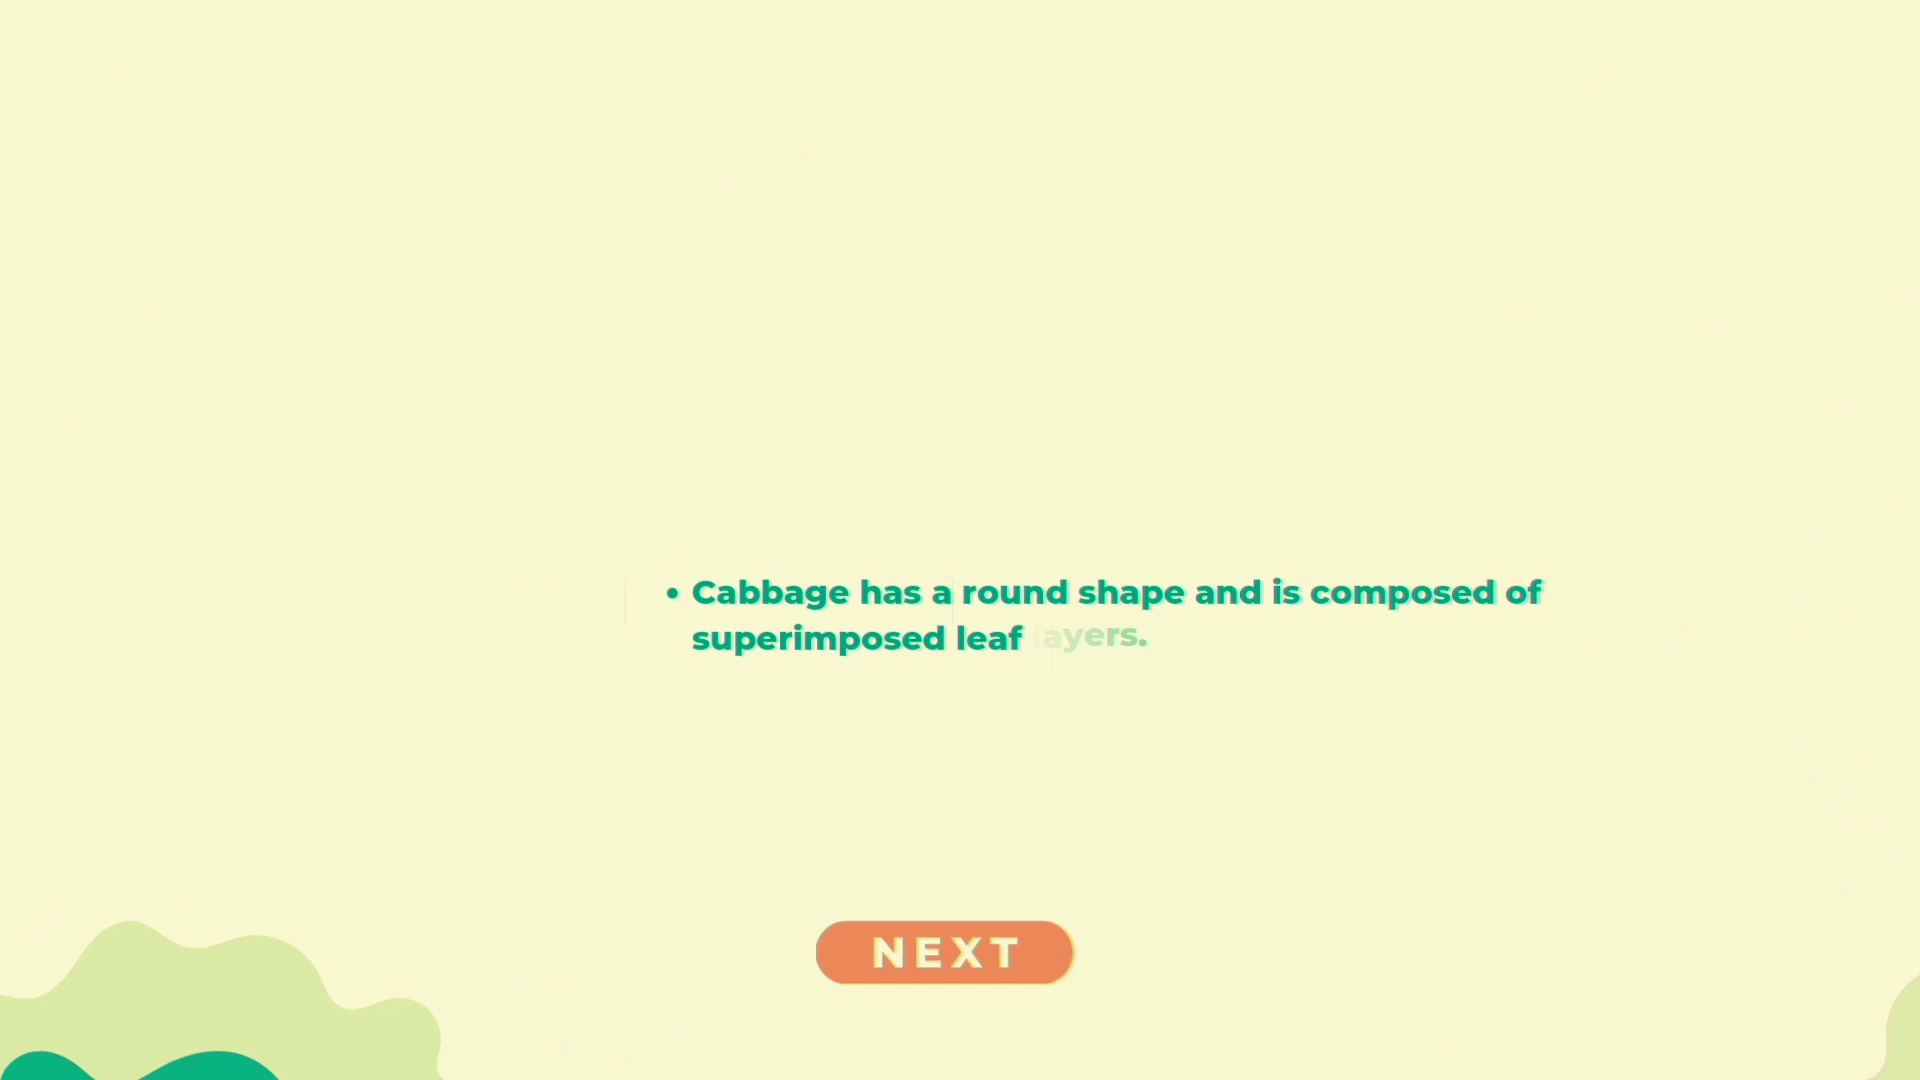 • Cabbage has a round shape and is composed of
superimposed leaf layers.
NEXT